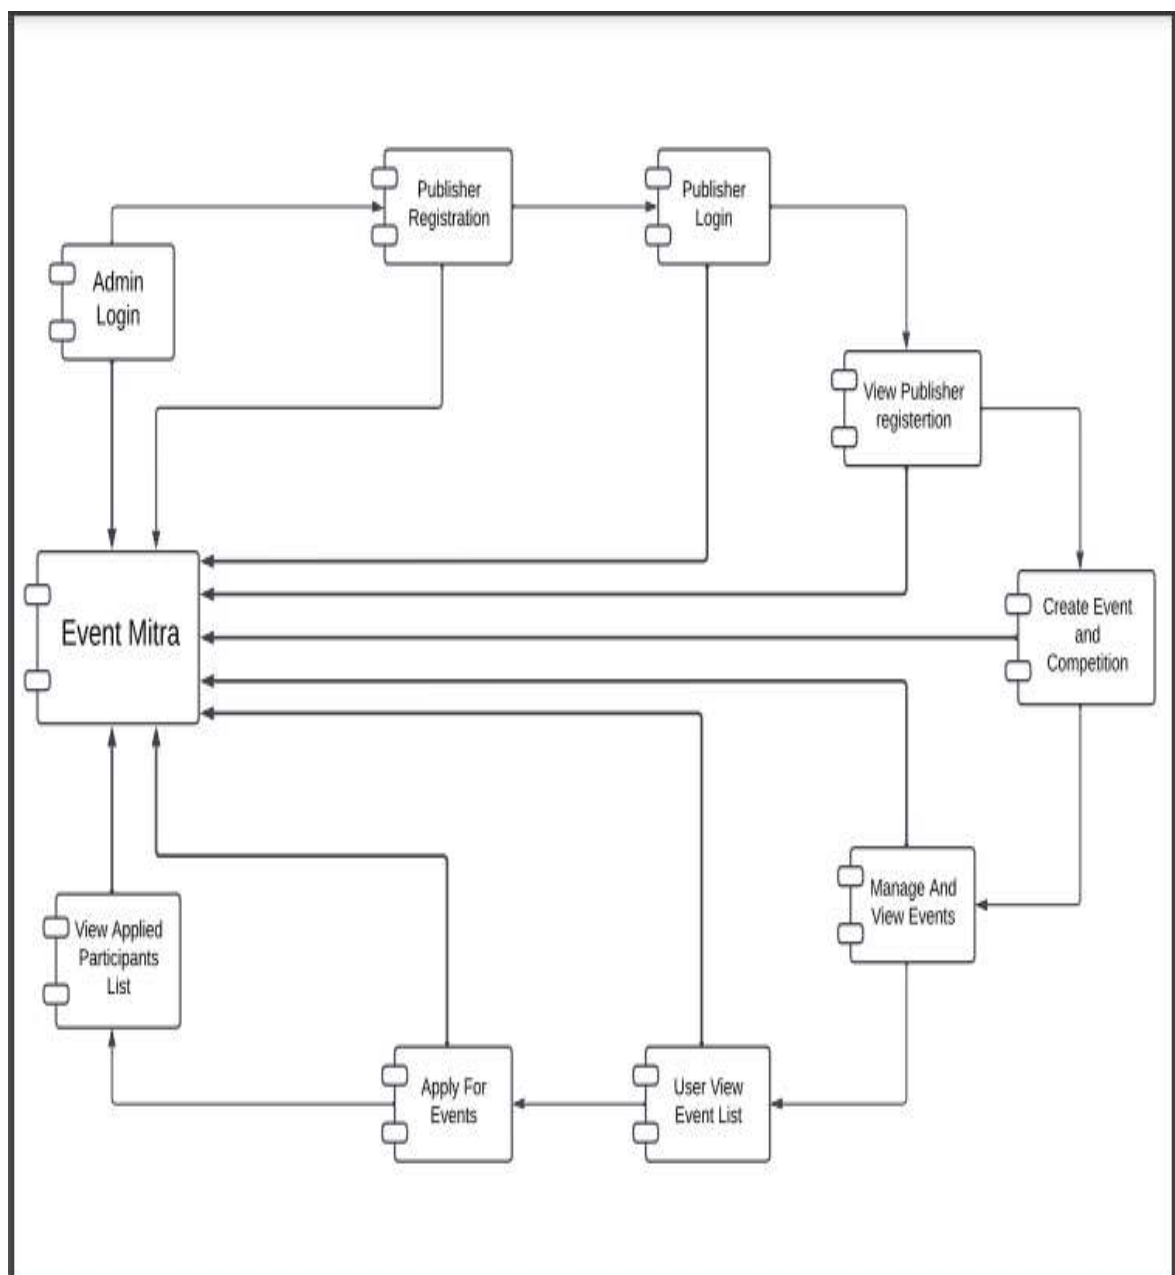 Publisher
Registration
Publisher
Login
Admin
Login
View Publisher
registertion
Event Mitra
Create Event
and
Competition
Manage And
View Events
View Applied
Participants
List
Apply For
Events
User View
Event List